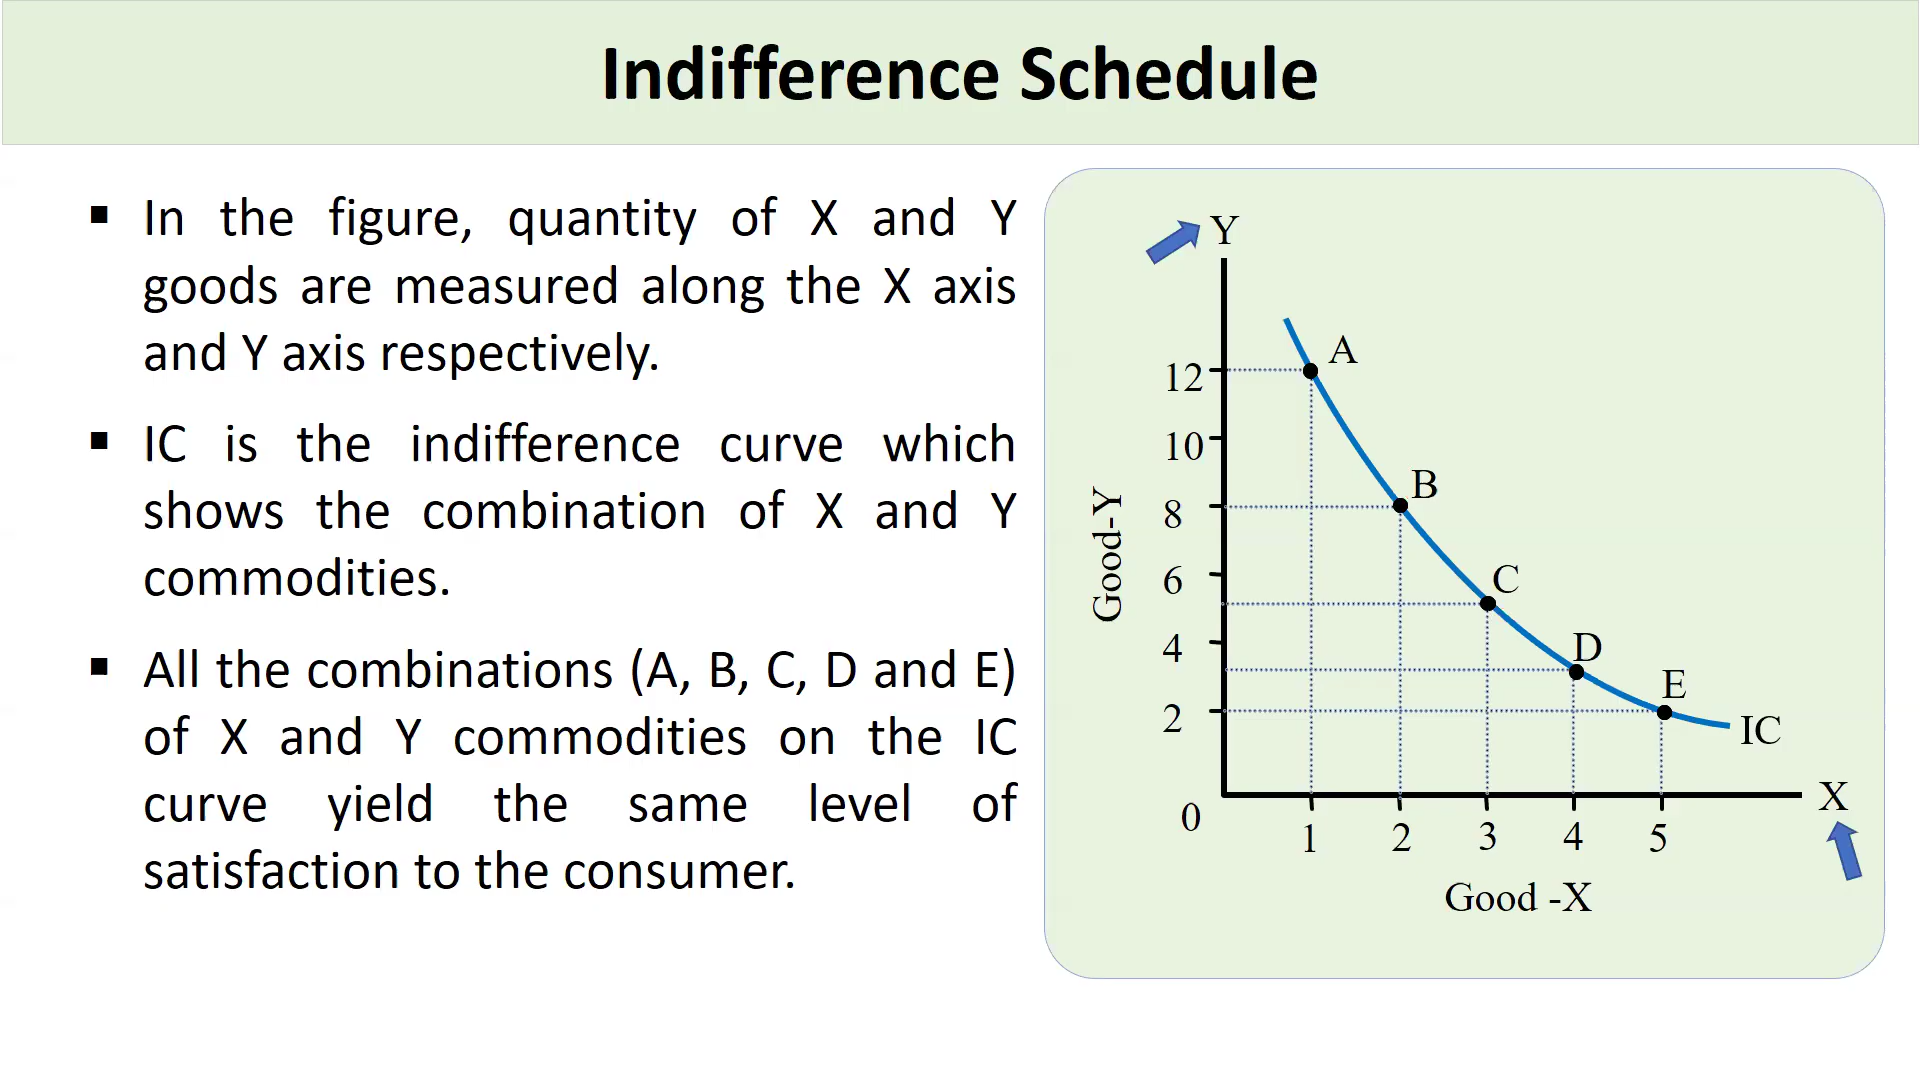 Indifference Schedule
▪ In the figure, quantity of X and Y
goods are measured along the X axis
and Y axis respectively.
▪ IC is the indifference curve which
shows the combination of X and Y
commodities.
▪ All the combinations (A, B, C, D and E)
of X and Y commodities on the IC
curve yield the same level of
satisfaction to the consumer.
Y
A
12
10
B
8
Good-Y
C
6
D
4
E
2
IC
X
0
1 2 3 4 5
Good -X